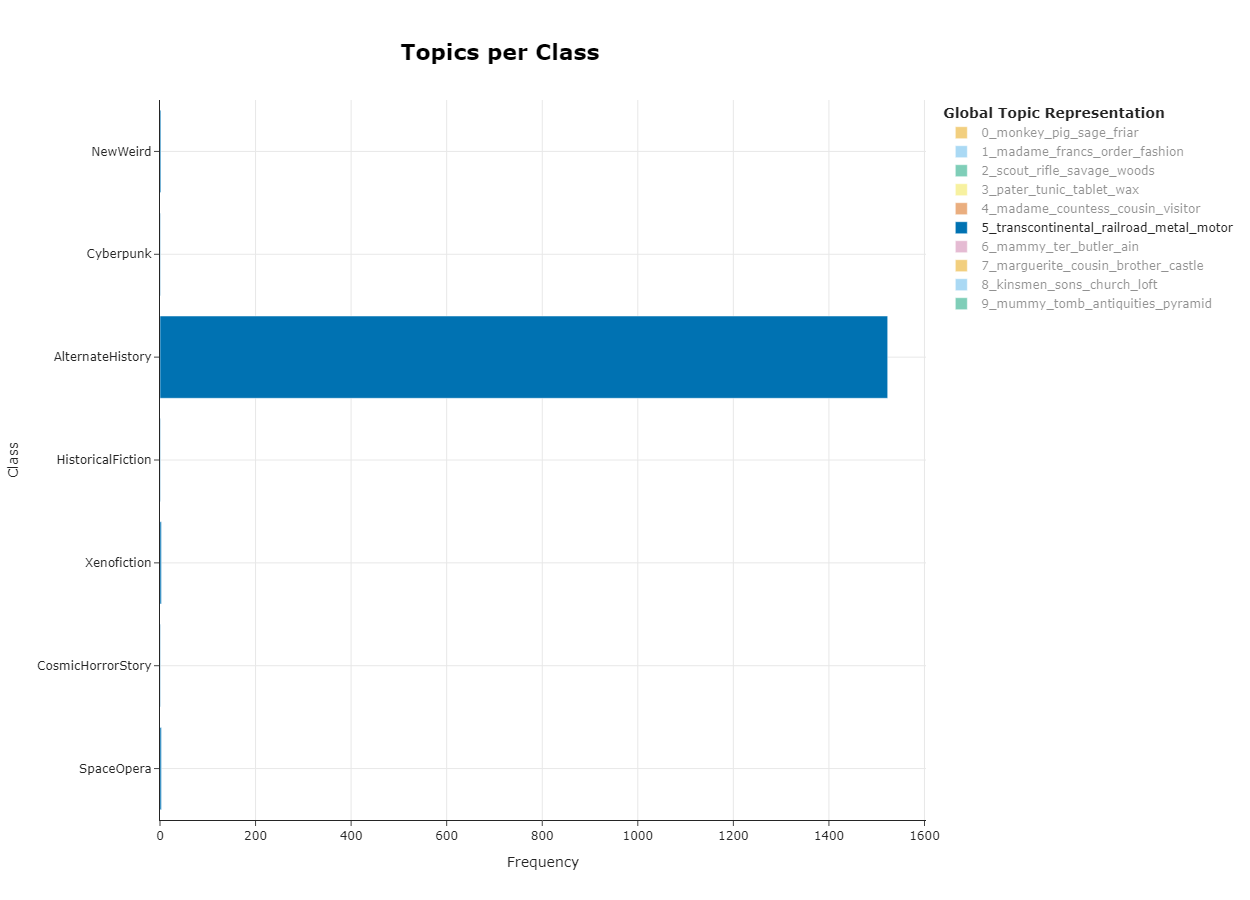 Topics per Class
Global Topic Representation
0_monkey_pig_sage_friar
1_madame_francs_order_fashion
2_scout_rifle_savage_woods
3_pater_tunic_tablet_wax
4_madame_countess_cousin_visitor
5_transcontinental_railroad_metal_motor
6_mammy_ter_butler_ain
7_marguerite_cousin_brother_castle
8_kinsmen_sons_church_loft
9_mummy_tomb_antiquities_pyramid
NewWeird
Cyberpunk
AlternateHistory
HistoricalFiction
Xenofiction
CosmicHorrorStory
SpaceOpera
Class
0 200 400 600 800 1000 1200 1400 1600
Frequency